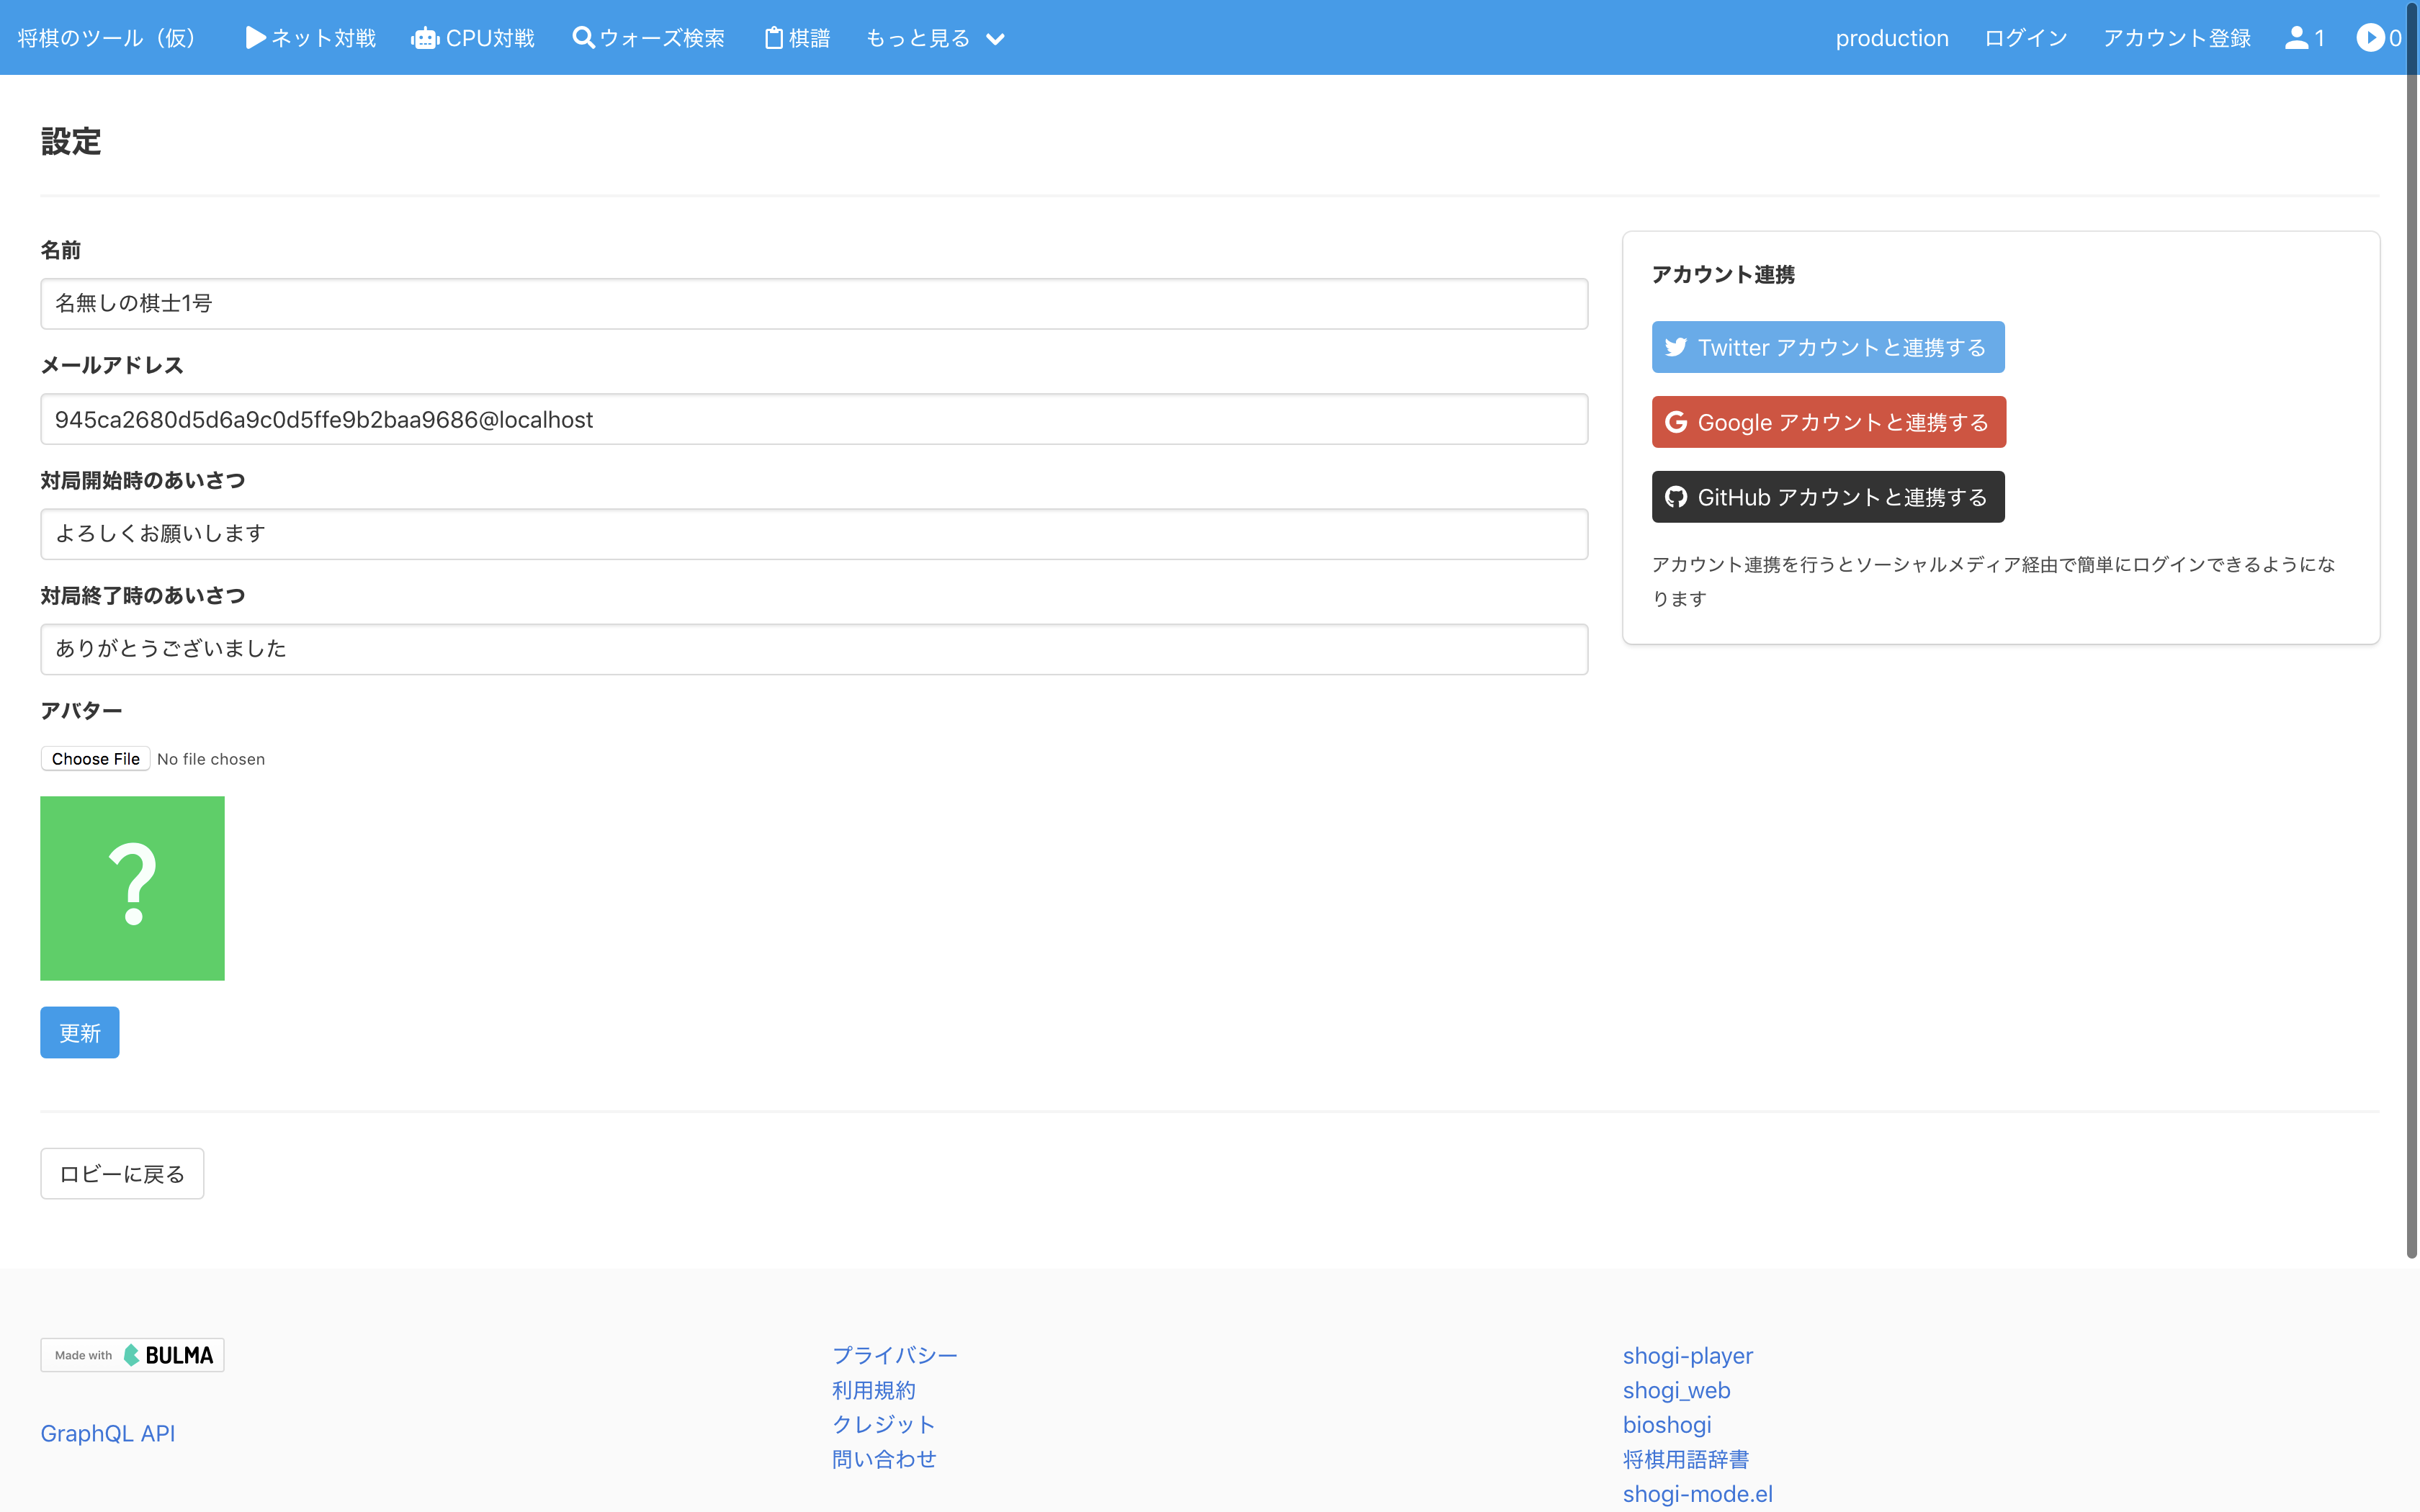 将棋のツール（仮） ネット対戦 CPU対戦 ウォーズ検索 棋譜 もっと見る production ログイン アカウント登録 1 0
設定
名前
名無しの棋士1号
メールアドレス
945ca2680d5d6a9c0d5ffe9b2baa9686@localhost
対局開始時のあいさつ
よろしくお願いします
対局終了時のあいさつ
ありがとうございました
アバター
Choose File No file chosen
?
更新
アカウント連携
Twitter アカウントと連携する
Google アカウントと連携する
GitHub アカウントと連携する
アカウント連携を行うとソーシャルメディア経由で簡単にログインできるようにな
ります
ロビーに戻る
Made with BULMA
GraphQL API
プライバシー
利用規約
クレジット
問い合わせ
shogi-player
shogi_web
bioshogi
将棋用語辞書
shogi-mode.el